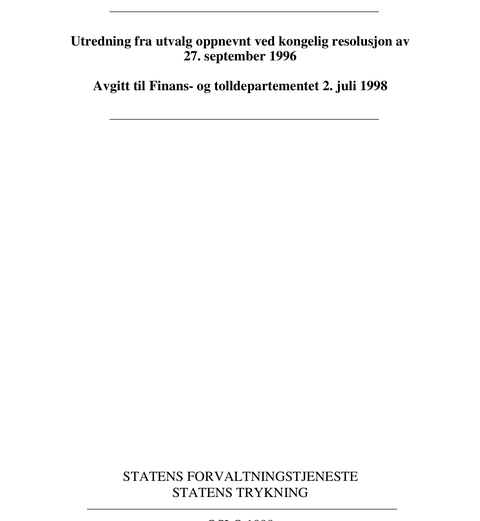 Utredning fra utvalg oppnevnt ved kongelig resolusjon av
27. september 1996
Avgitt til Finans- og tolldepartementet 2. juli 1998
STATENS FORVALTNINGSTJENESTE
STATENS TRYKNING